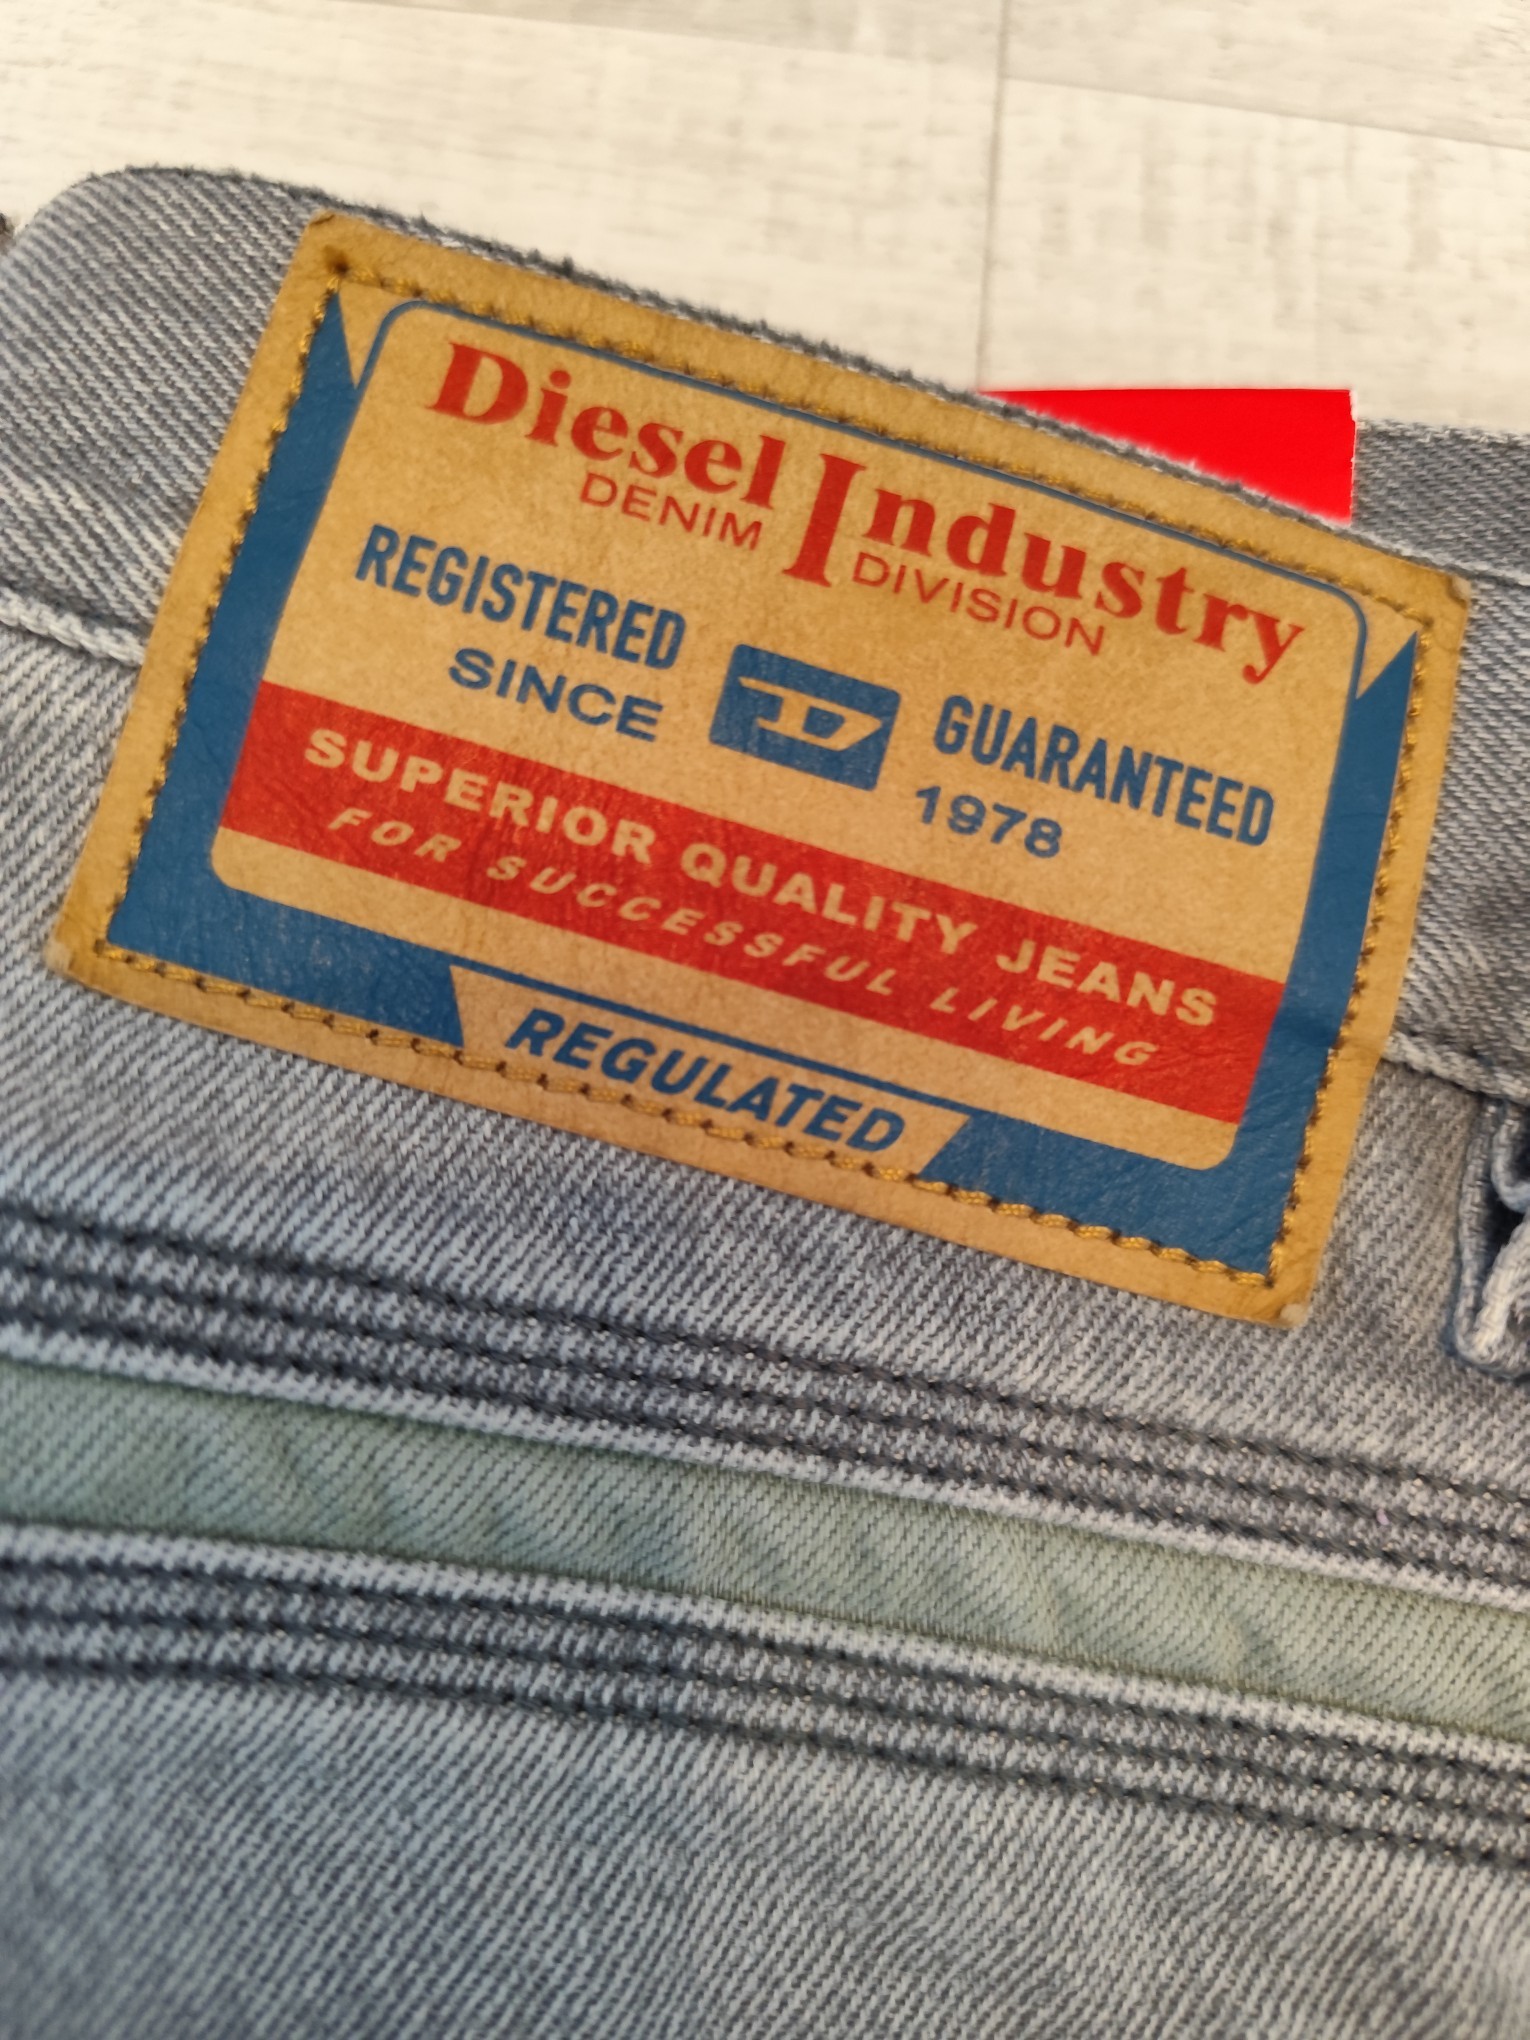 Diesel Industry
DENIM DIVISION
REGISTERED GUARANTEED
SINCE D 1978
SUPERIOR QUALITY JEANS
FOR SUCCESSFUL LIVING
REGULATED